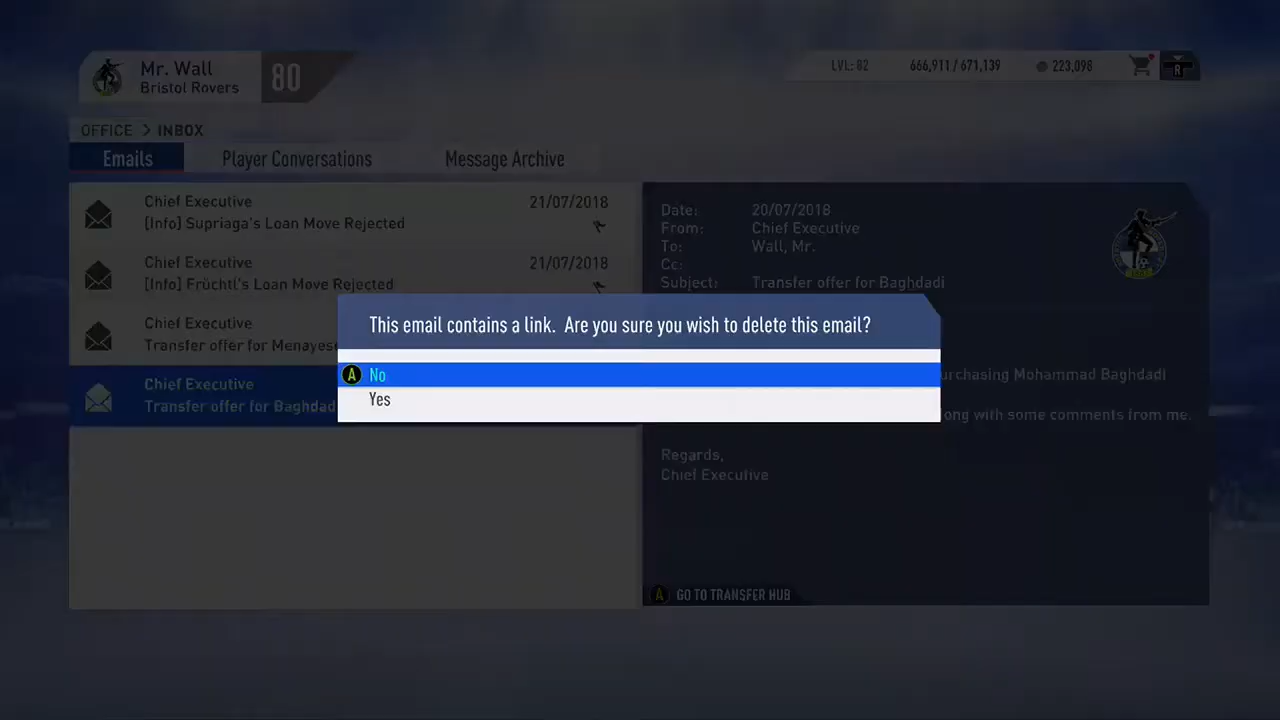 Mr. Wall
Bristol Rovers
80
LVL: 82
666,911 / 671,139
223,098
R
OFFICE > INBOX
Emails
Player Conversations
Message Archive
Chief Executive
21/07/2018
[Info] Supriaga's Loan Move Rejected
Chief Executive
21/07/2018
[Info] Früchtl's Loan Move Rejected
Chief Executive
Transfer offer for Menayese
Chief Executive
Transfer offer for Baghdad
Date: 20/07/2018
From: Chief Executive
To: Wall, Mr.
Cc:
Subject: Transfer offer for Baghdadi
This email contains a link. Are you sure you wish to delete this email?
A No
Yes
urchasing Mohammad Baghdadi
ong with some comments from me.
Regards,
Chief Executive
A GO TO TRANSFER HUB